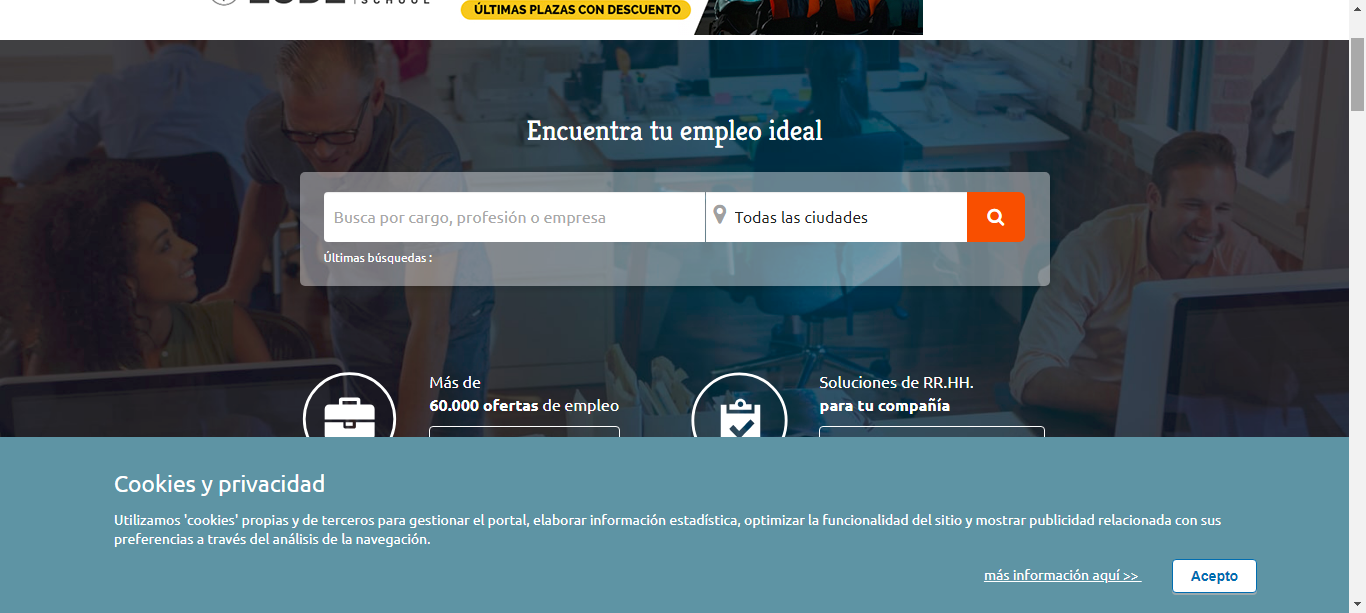 SCHOOL
ÚLTIMAS PLAZAS CON DESCUENTO
Encuentra tu empleo ideal
Busca por cargo, profesión o empresa
Todas las ciudades
Últimas búsquedas :
Más de
60.000 ofertas de empleo
Soluciones de RR.HH.
para tu compañía
Cookies y privacidad
Utilizamos 'cookies' propias y de terceros para gestionar el portal, elaborar información estadística, optimizar la funcionalidad del sitio y mostrar publicidad relacionada con sus
preferencias a través del análisis de la navegación.
más información aquí >>
Acepto